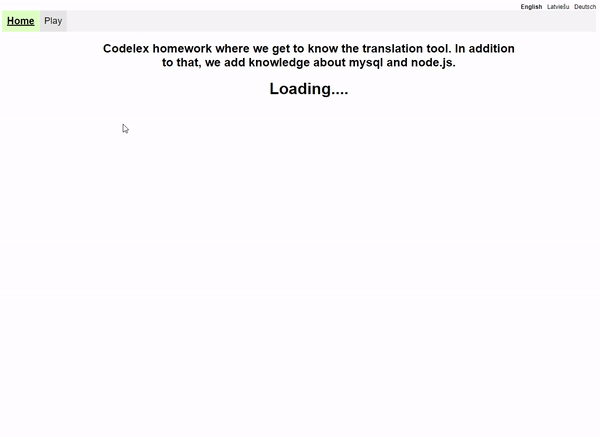 English Latviešu Deutsch
Home Play
Codelex homework where we get to know the translation tool. In addition
to that, we add knowledge about mysql and node.js.
Loading....